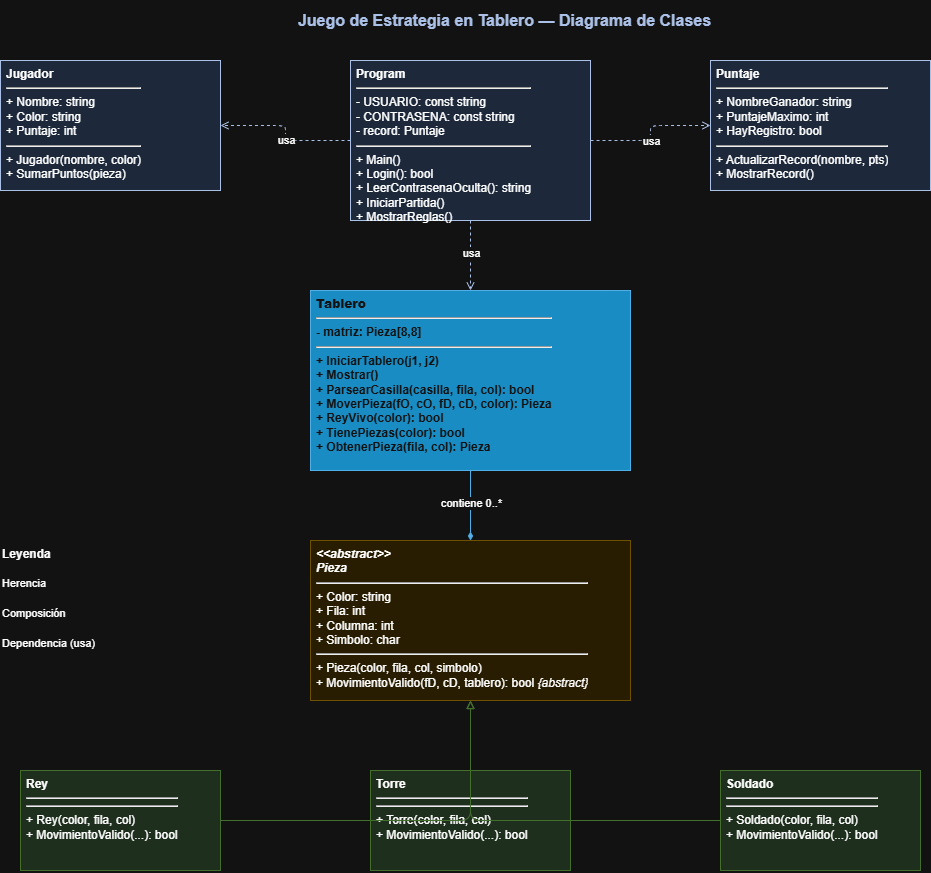 Juego de Estrategia en Tablero — Diagrama de Clases
Jugador
+ Nombre: string
+ Color: string
+ Puntaje: int
+ Jugador(nombre, color)
+ SumarPuntos(pieza)
usa
Program
- USUARIO: const string
- CONTRASENA: const string
- record: Puntaje
+ Main()
+ Login(): bool
+ LeerContrasenaOculta(): string
+ IniciarPartida()
+ MostrarReglas()
usa
Puntaje
+ NombreGanador: string
+ PuntajeMaximo: int
+ HayRegistro: bool
+ ActualizarRecord(nombre, pts)
+ MostrarRecord()
usa
Tablero
- matriz: Pieza[8,8]
+ IniciarTablero(j1, j2)
+ Mostrar()
+ ParsearCasilla(casilla, fila, col): bool
+ MoverPieza(fO, cO, fD, cD, color): Pieza
+ ReyVivo(color): bool
+ TienePiezas(color): bool
+ ObtenerPieza(fila, col): Pieza
contiene 0..*
Leyenda
Herencia
Composición
Dependencia (usa)
<<abstract>>
Pieza
+ Color: string
+ Fila: int
+ Columna: int
+ Simbolo: char
+ Pieza(color, fila, col, simbolo)
+ MovimientoValido(fD, cD, tablero): bool {abstract}
Rey
+ Rey(color, fila, col)
+ MovimientoValido(...): bool
Torre
+ Torre(color, fila, col)
+ MovimientoValido(...): bool
Soldado
+ Soldado(color, fila, col)
+ MovimientoValido(...): bool